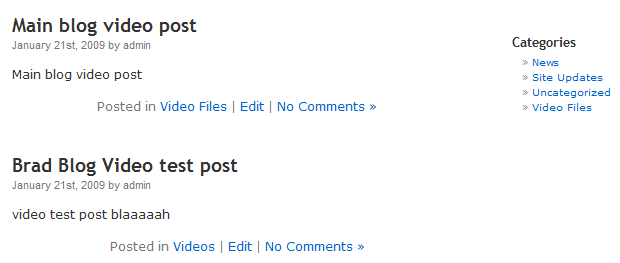 Main blog video post
January 21st, 2009 by admin
Main blog video post
Posted in Video Files | Edit | No Comments »
Brad Blog Video test post
January 21st, 2009 by admin
video test post blaaaaah
Posted in Videos | Edit | No Comments »
Categories
» News
» Site Updates
» Uncategorized
» Video Files